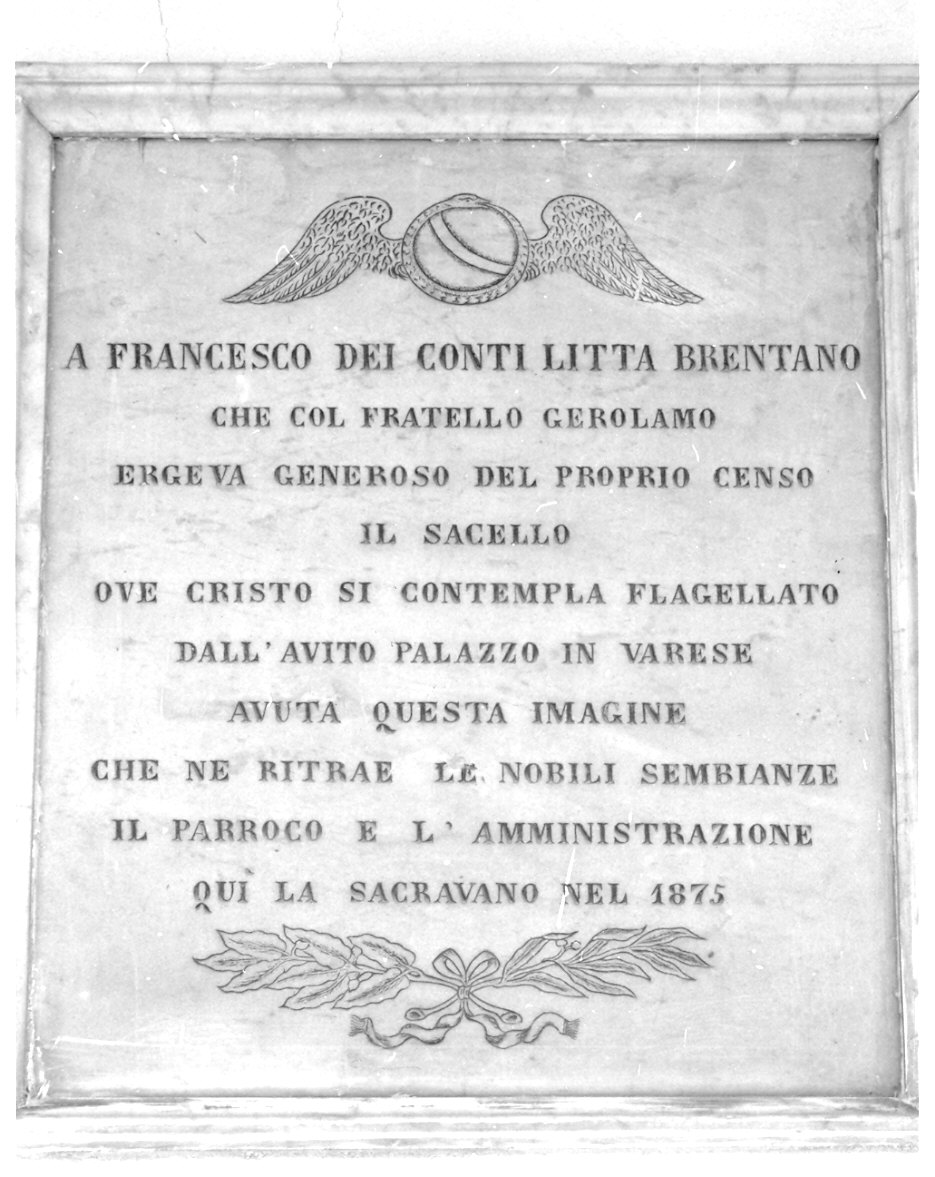 A FRANCESCO DEI CONTI LITTA BRENTANO
CHE COL FRATELLO GEROLAMO
ERGEVA GENEROSO DEL PROPRIO CENSO
IL SACELLO
OVE CRISTO SI CONTEMPLA FLAGELLATO
DALL'AVITO PALAZZO IN VARESE
AVUTA QUESTA IMAGINE
CHE NE RITRAE LE NOBILI SEMBIANZE
IL PARROCO E L' AMMINISTRAZIONE
QUÌ LA SACRAVANO NEL 1875